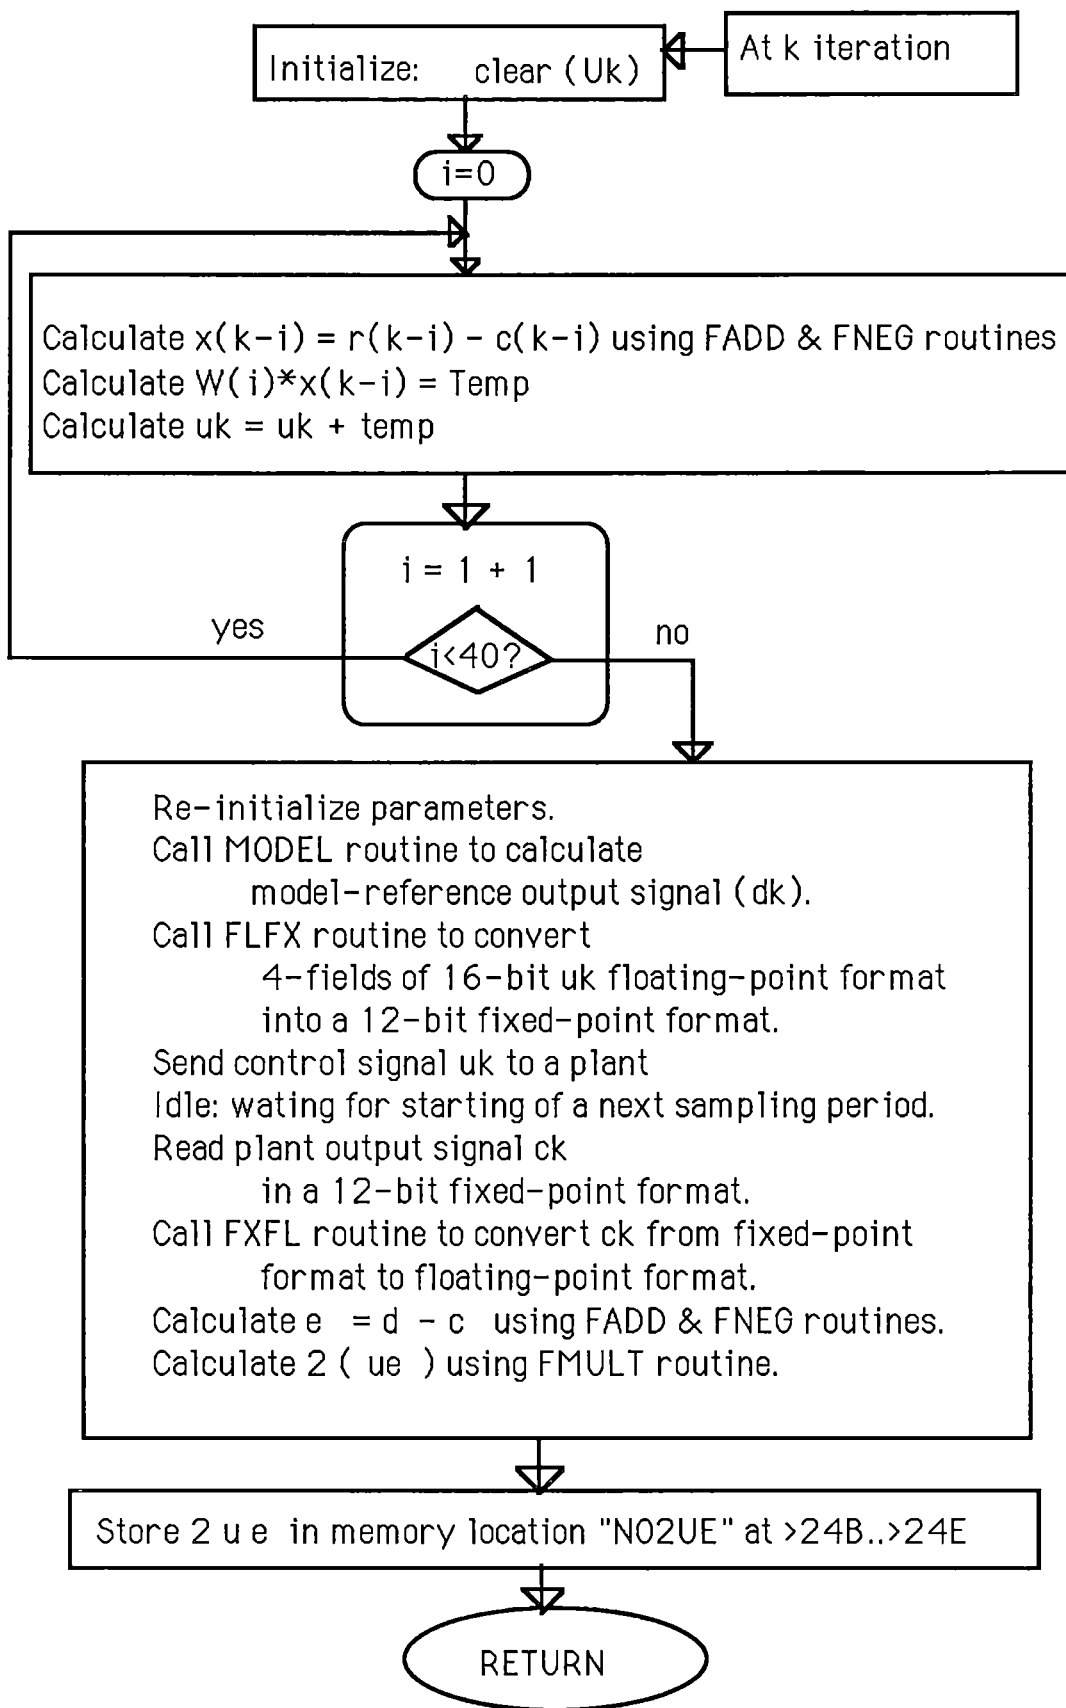 At k iteration
Initialize: clear (Uk)
i=0
Calculate x(k-i) = r(k-i) - c(k-i) using FADD & FNEG routines
Calculate W(i)*x(k-i) = Temp
Calculate uk = uk + temp
i = 1 + 1
yes
i<40?
no
Re-initialize parameters.
Call MODEL routine to calculate
model-reference output signal (dk).
Call FLFX routine to convert
4-fields of 16-bit uk floating-point format
into a 12-bit fixed-point format.
Send control signal uk to a plant
Idle: wating for starting of a next sampling period.
Read plant output signal ck
in a 12-bit fixed-point format.
Call FXFL routine to convert ck from fixed-point
format to floating-point format.
Calculate e = d - c using FADD & FNEG routines.
Calculate 2 ( ue ) using FMULT routine.
Store 2 u e in memory location "NO2UE" at >24B..>24E
RETURN